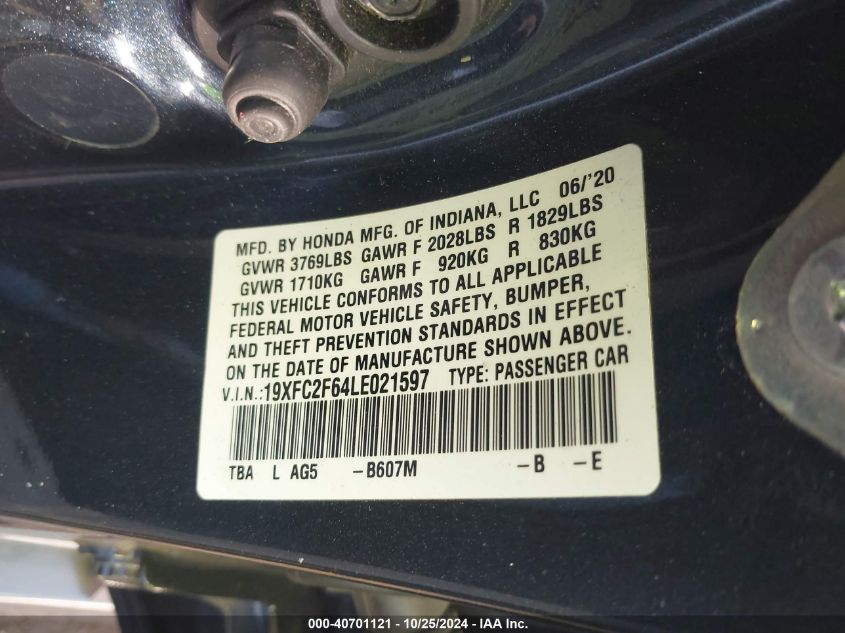 MFD. BY HONDA MFG. OF INDIANA, LLC 06/'20
GVWR 3769LBS GAWR F 2028LBS R 1829LBS
GVWR 1710KG GAWR F 920KG R 830KG
THIS VEHICLE CONFORMS TO ALL APPLICABLE
FEDERAL MOTOR VEHICLE SAFETY, BUMPER,
AND THEFT PREVENTION STANDARDS IN EFFECT
ON THE DATE OF MANUFACTURE SHOWN ABOVE.
V.I.N.:19XFC2F64LE021597 TYPE: PASSENGER CAR
TBA L AG5 -B607M -B -E
000-40701121 - 10/25/2024 - IAA Inc.